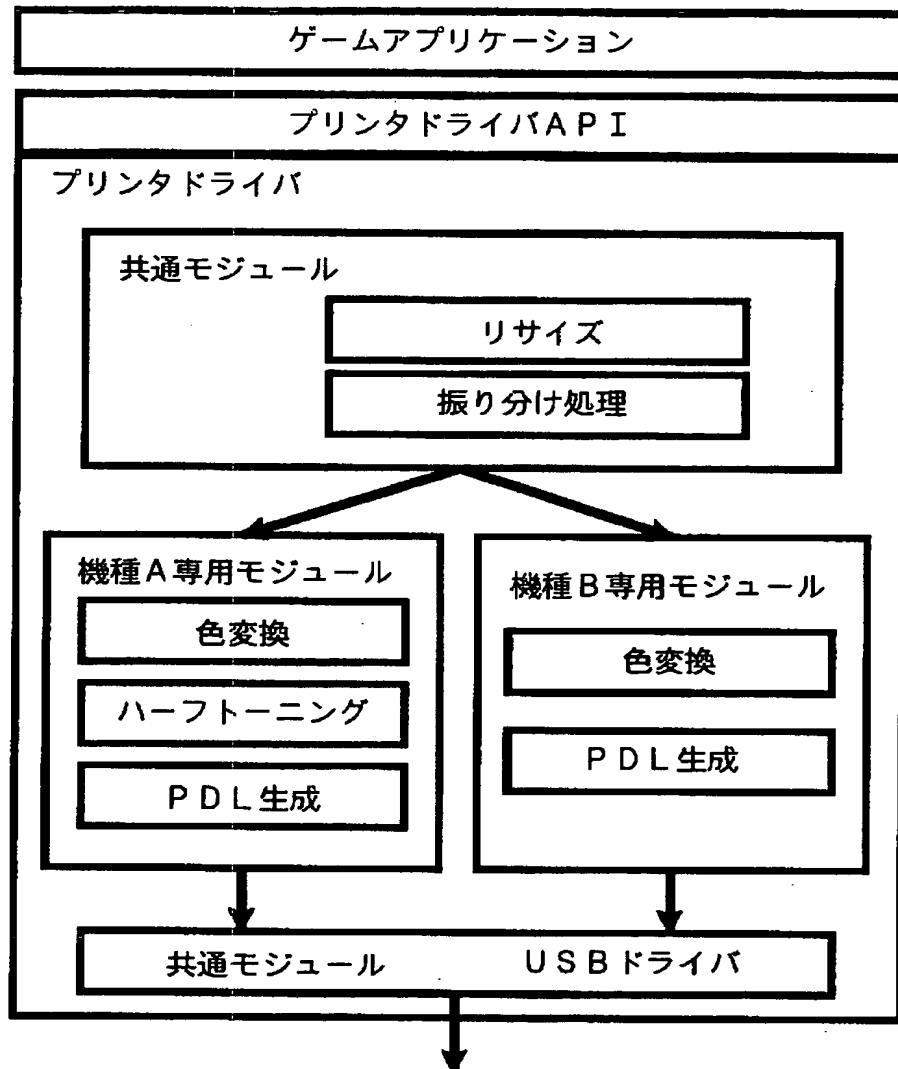 ゲームアプリケーション
プリンタドライバAPI
プリンタドライバ
共通モジュール
リサイズ
振り分け処理
機種A専用モジュール
色変換
ハーフトーニング
PDL生成
機種B専用モジュール
色変換
PDL生成
共通モジュール USBドライバ